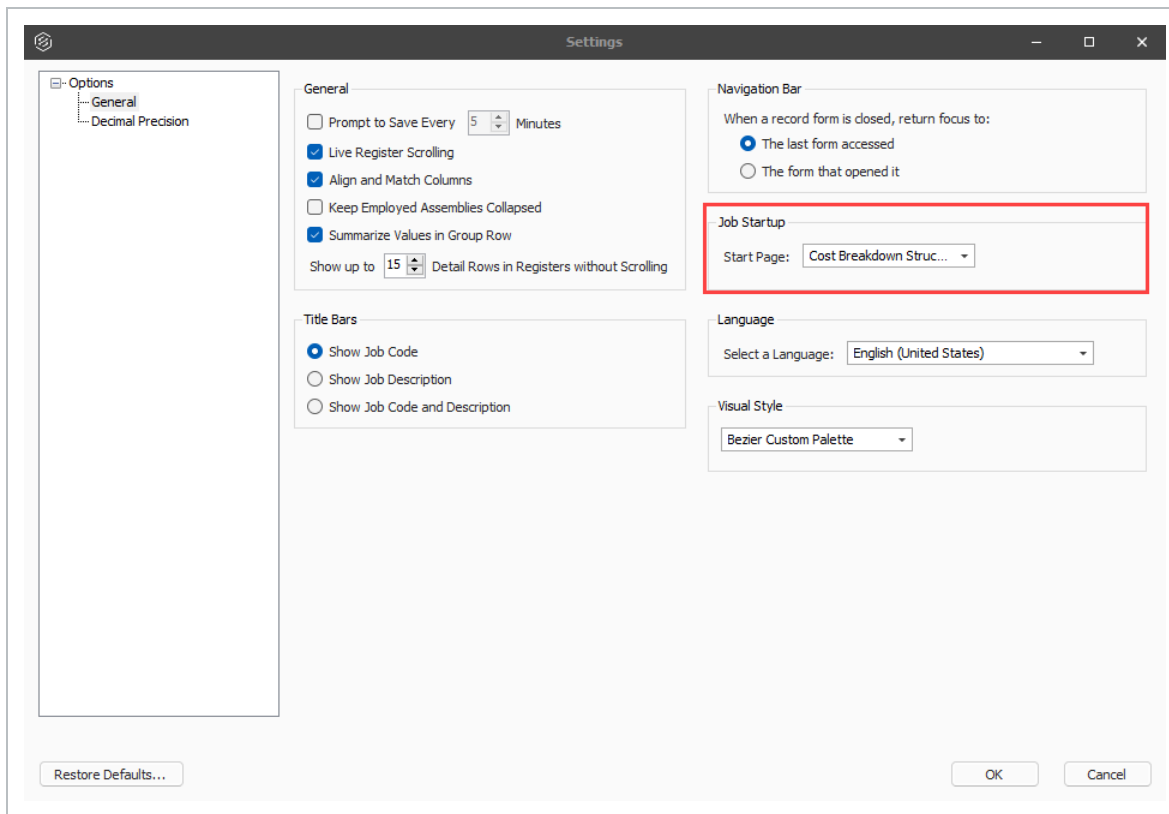 Settings
Options
General
Decimal Precision
General
Prompt to Save Every 5 Minutes
Live Register Scrolling
Align and Match Columns
Keep Employed Assemblies Collapsed
Summarize Values in Group Row
Show up to 15 Detail Rows in Registers without Scrolling
Title Bars
Show Job Code
Show Job Description
Show Job Code and Description
Navigation Bar
When a record form is closed, return focus to:
The last form accessed
The form that opened it
Job Startup
Start Page: Cost Breakdown Struc...
Language
Select a Language: English (United States)
Visual Style
Bezier Custom Palette
Restore Defaults...
OK
Cancel